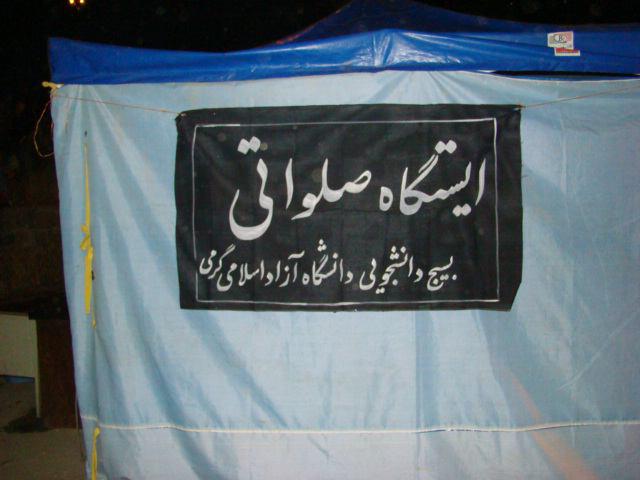 ایستگاه صلواتی
بسیج دانشجویی دانشگاه آزاد اسلامی گرمی